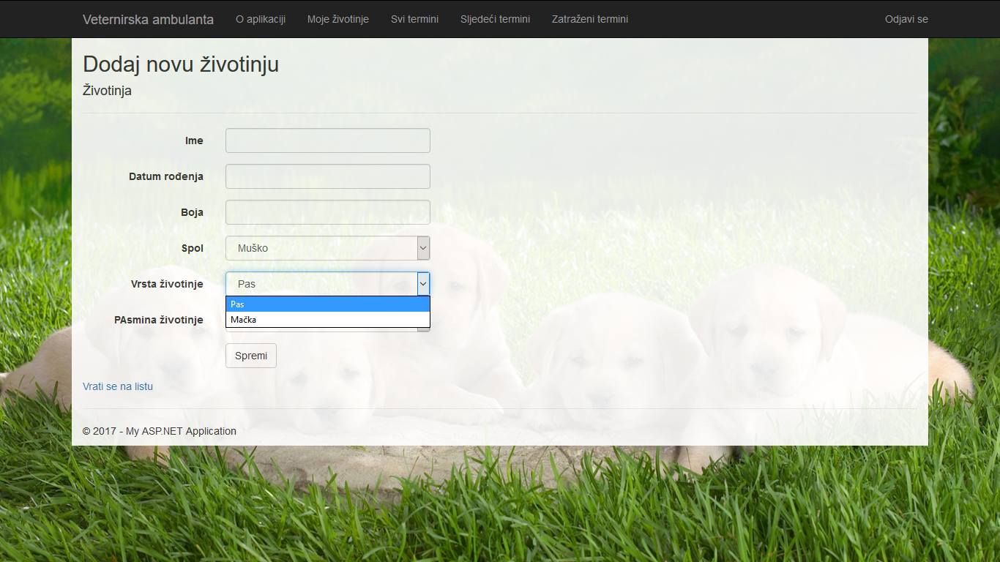 Veternirska ambulanta O aplikaciji Moje životinje Svi termini Sljedeći termini Zatraženi termini Odjavi se
Dodaj novu životinju
Životinja
Ime
Datum rođenja
Boja
Spol Muško
Vrsta životinje Pas
Pas
PAsmina životinje Mačka
Spremi
Vrati se na listu
© 2017 - My ASP.NET Application